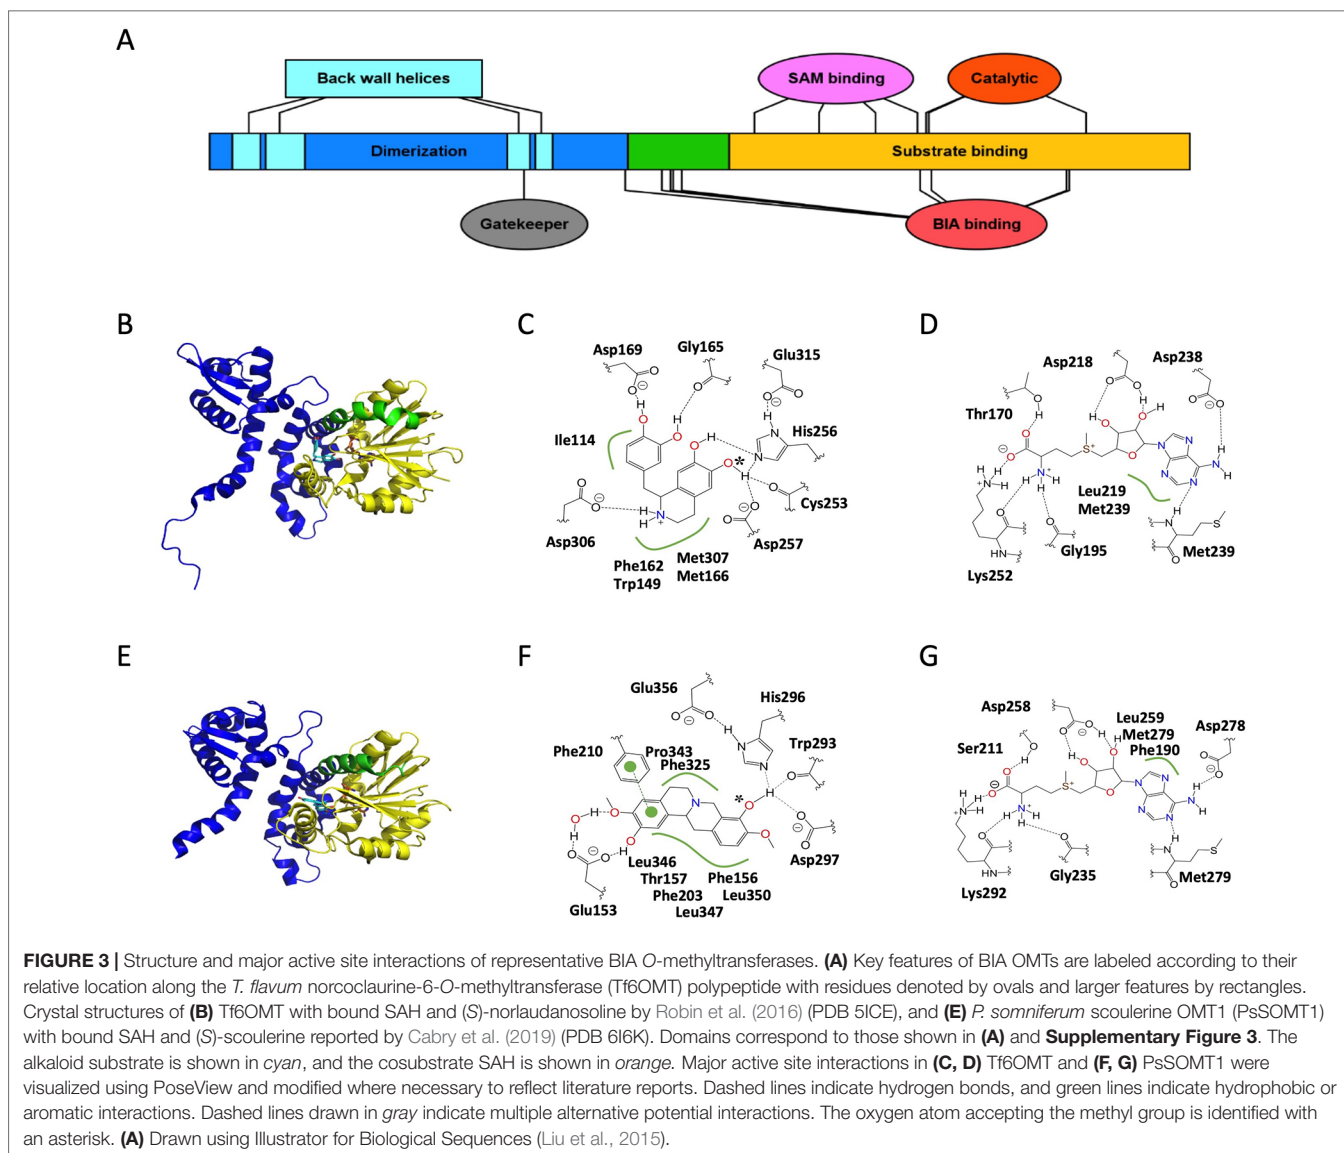 A
Back wall helices
SAM binding
Catalytic
Dimerization
Substrate binding
Gatekeeper
BIA binding
B
C
Asp169
Gly165
Glu315
Ile114
His256
Cys253
Asp306
Asp257
Phe162
Trp149
Met307
Met166
D
Asp218
Asp238
Thr170
Leu219
Met239
Gly195
Met239
Lys252
E
F
Glu356
His296
Phe210
Pro343
Phe325
Trp293
Asp297
Leu346
Thr157
Phe203
Leu347
Phe156
Leu350
Glu153
G
Asp258
Leu259
Met279
Phe190
Asp278
Ser211
Gly235
Met279
Lys292
FIGURE 3 | Structure and major active site interactions of representative BIA O-methyltransferases. (A) Key features of BIA OMTs are labeled according to their
relative location along the T. flavum norcoclaurine-6-O-methyltransferase (Tf6OMT) polypeptide with residues denoted by ovals and larger features by rectangles.
Crystal structures of (B) Tf6OMT with bound SAH and (S)-norlaudanosoline by Robin et al. (2016) (PDB 5ICE), and (E) P. somniferum scoulerine OMT1 (PsSOMT1)
with bound SAH and (S)-scoulerine reported by Cabry et al. (2019) (PDB 6I6K). Domains correspond to those shown in (A) and Supplementary Figure 3. The
alkaloid substrate is shown in cyan, and the cosubstrate SAH is shown in orange. Major active site interactions in (C, D) Tf6OMT and (F, G) PsSOMT1 were
visualized using PoseView and modified where necessary to reflect literature reports. Dashed lines indicate hydrogen bonds, and green lines indicate hydrophobic or
aromatic interactions. Dashed lines drawn in gray indicate multiple alternative potential interactions. The oxygen atom accepting the methyl group is identified with
an asterisk. (A) Drawn using Illustrator for Biological Sequences (Liu et al., 2015).